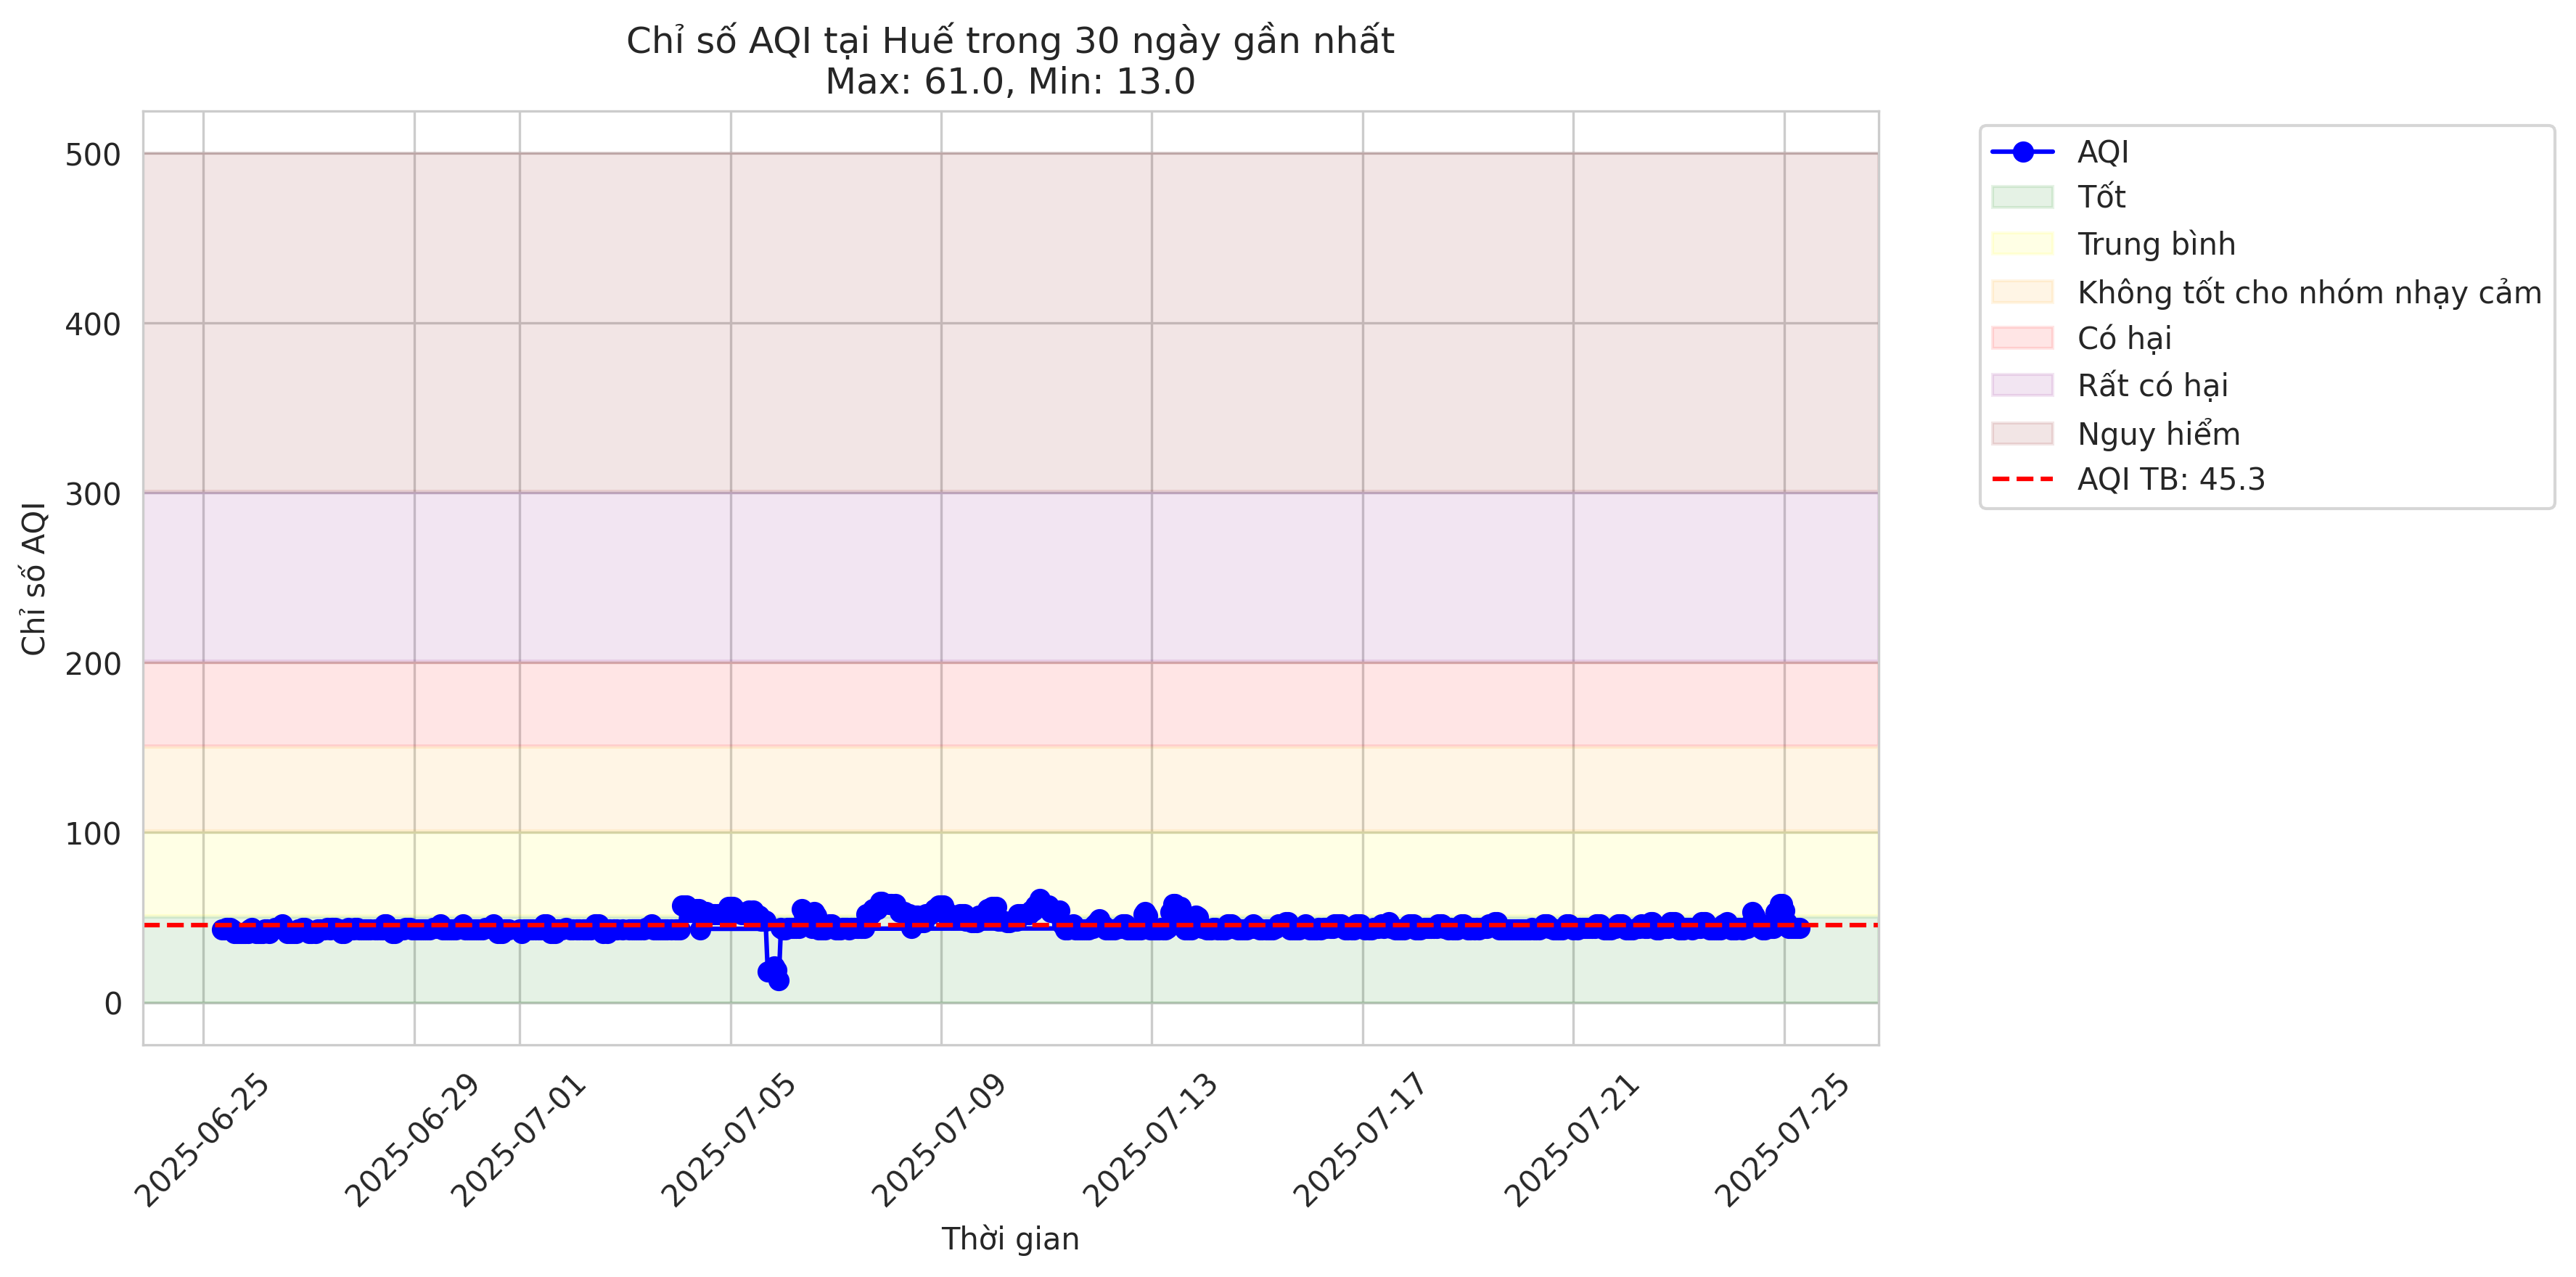 Chỉ số AQI tại Huế trong 30 ngày gần nhất
Max: 61.0, Min: 13.0
Chỉ số AQI
500
400
300
200
100
0
2025-06-25
2025-06-29
2025-07-01
2025-07-05
2025-07-09
2025-07-13
2025-07-17
2025-07-21
2025-07-25
Thời gian
AQI
Tốt
Trung bình
Không tốt cho nhóm nhạy cảm
Có hại
Rất có hại
Nguy hiểm
AQI TB: 45.3